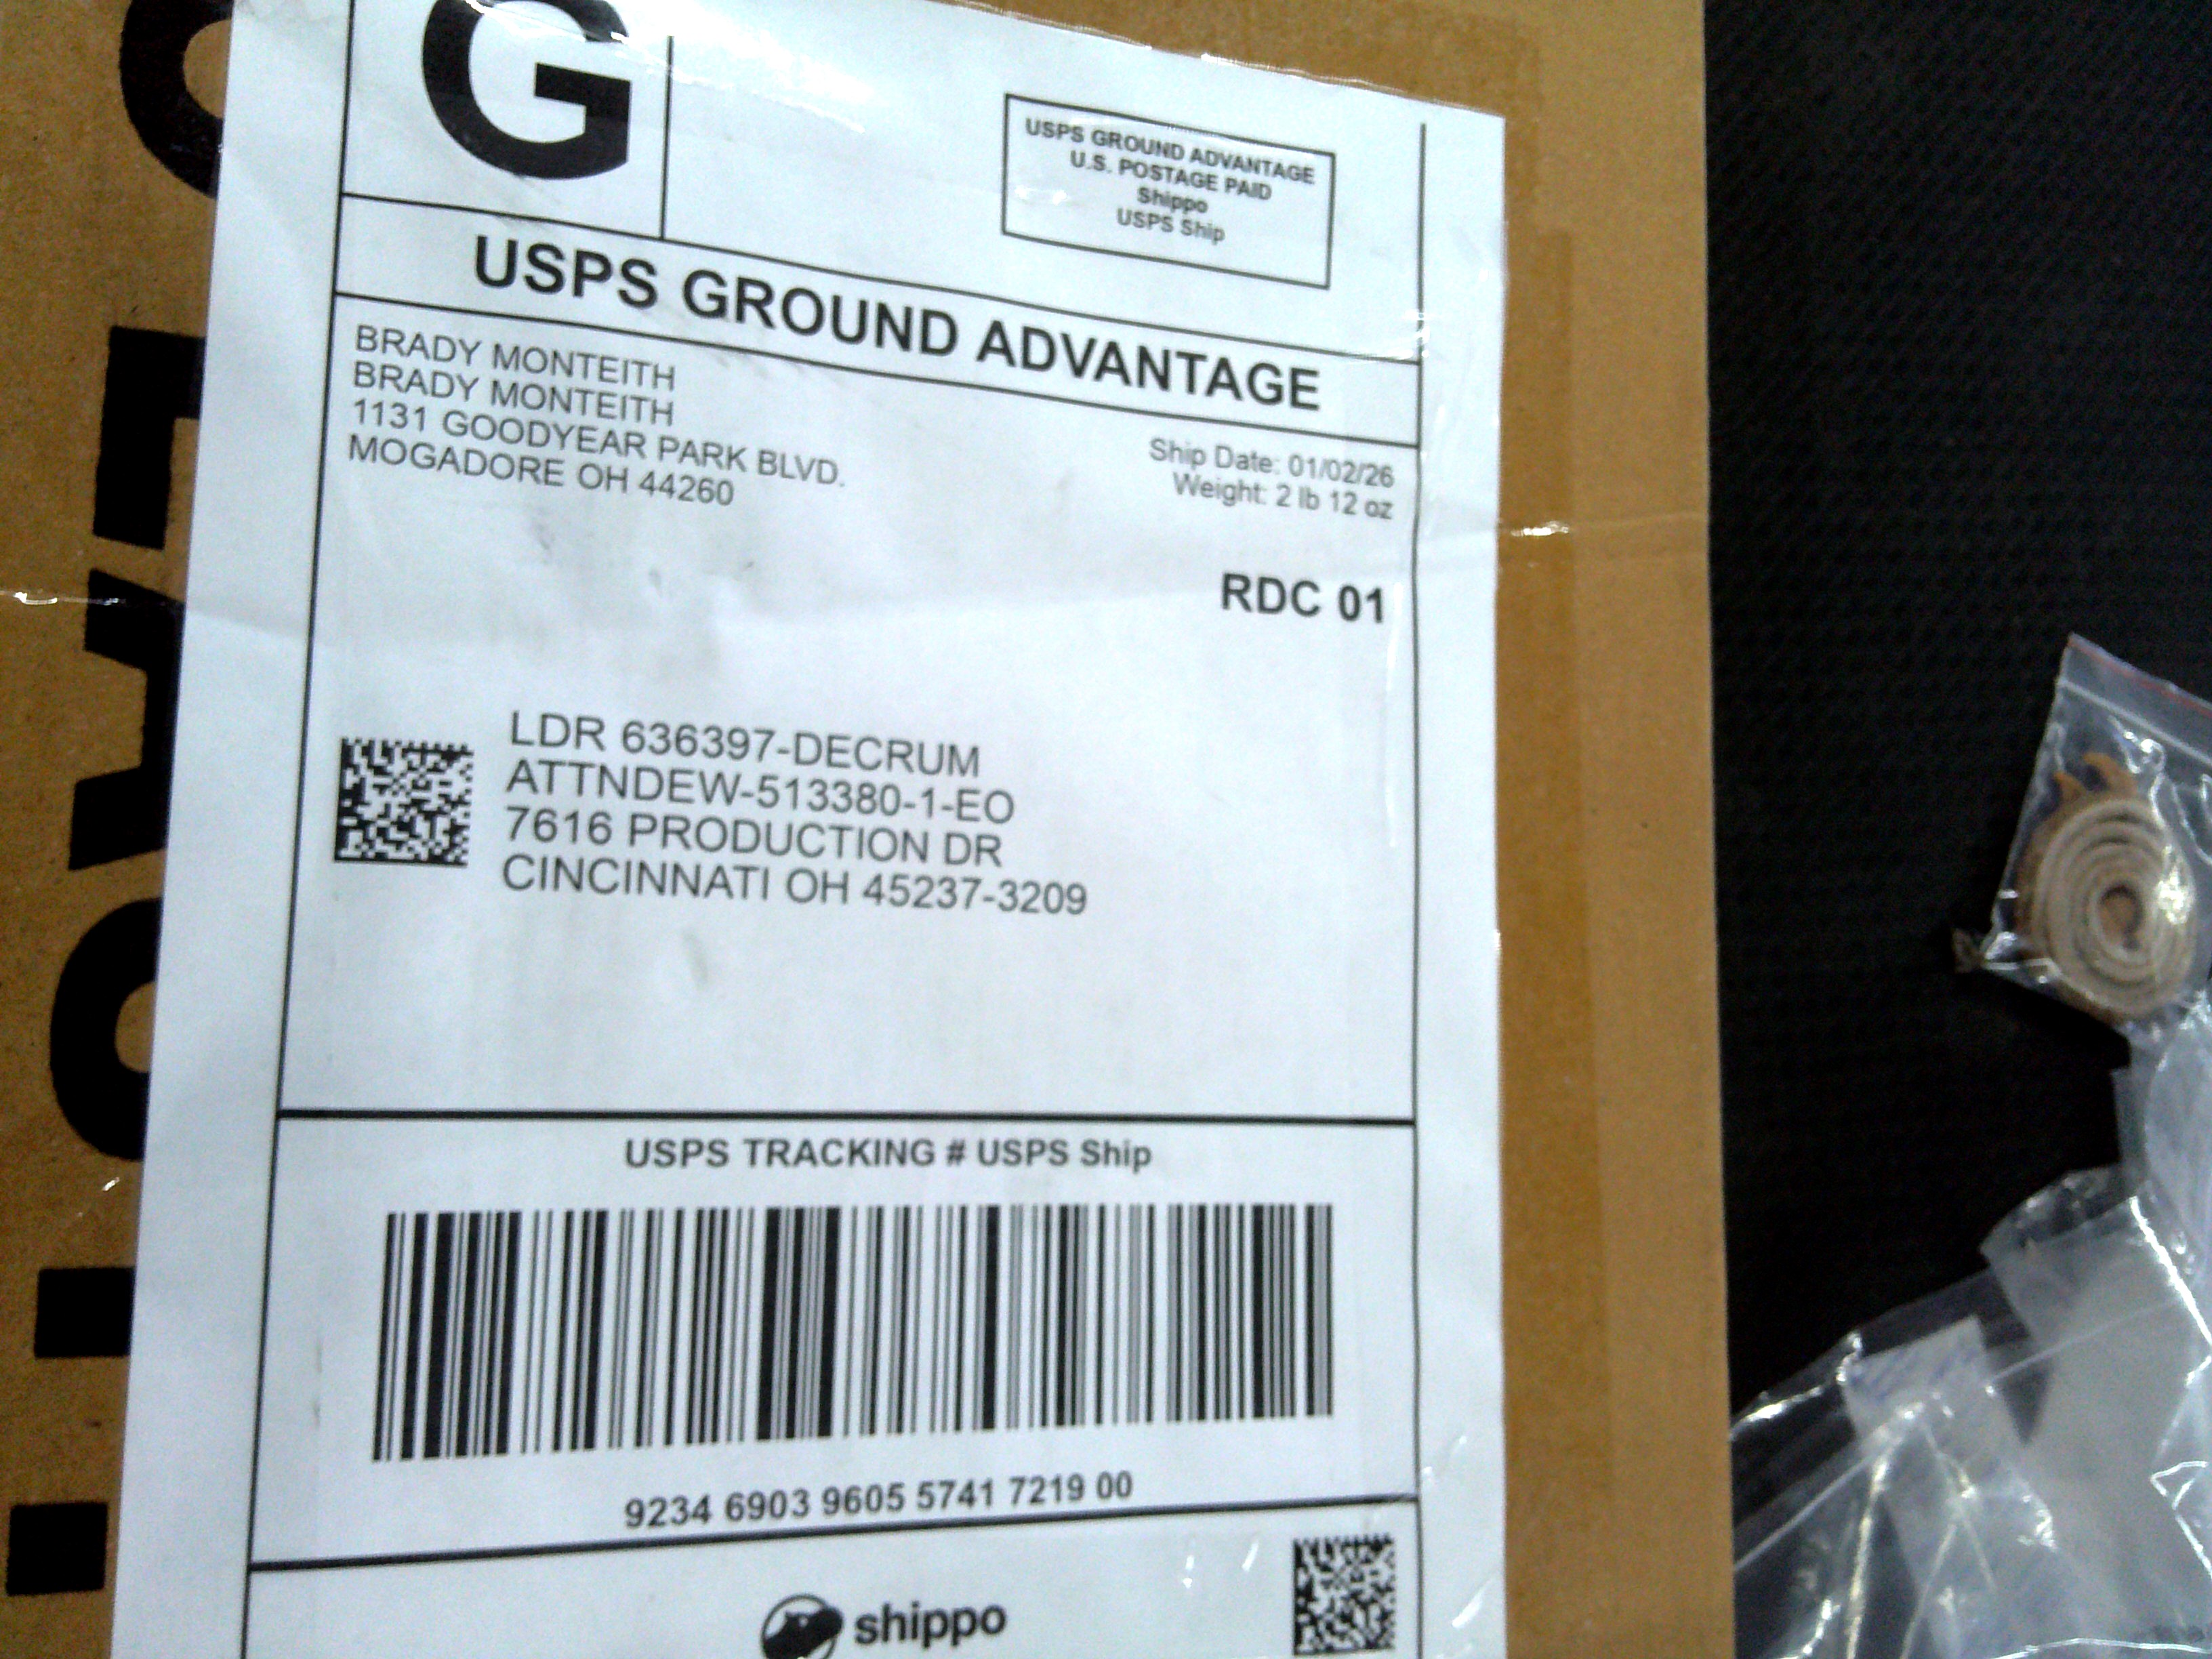 G
USPS GROUND ADVANTAGE
U.S. POSTAGE PAID
Shippo
USPS Ship
USPS GROUND ADVANTAGE
BRADY MONTEITH
BRADY MONTEITH
1131 GOODYEAR PARK BLVD.
MOGADORE OH 44260
Ship Date: 01/02/26
Weight: 2 lb 12 oz
RDC 01
LDR 636397-DECRUM
ATTNDEW-513380-1-EO
7616 PRODUCTION DR
CINCINNATI OH 45237-3209
USPS TRACKING # USPS Ship
9234 6903 9605 5741 7219 00
shippo